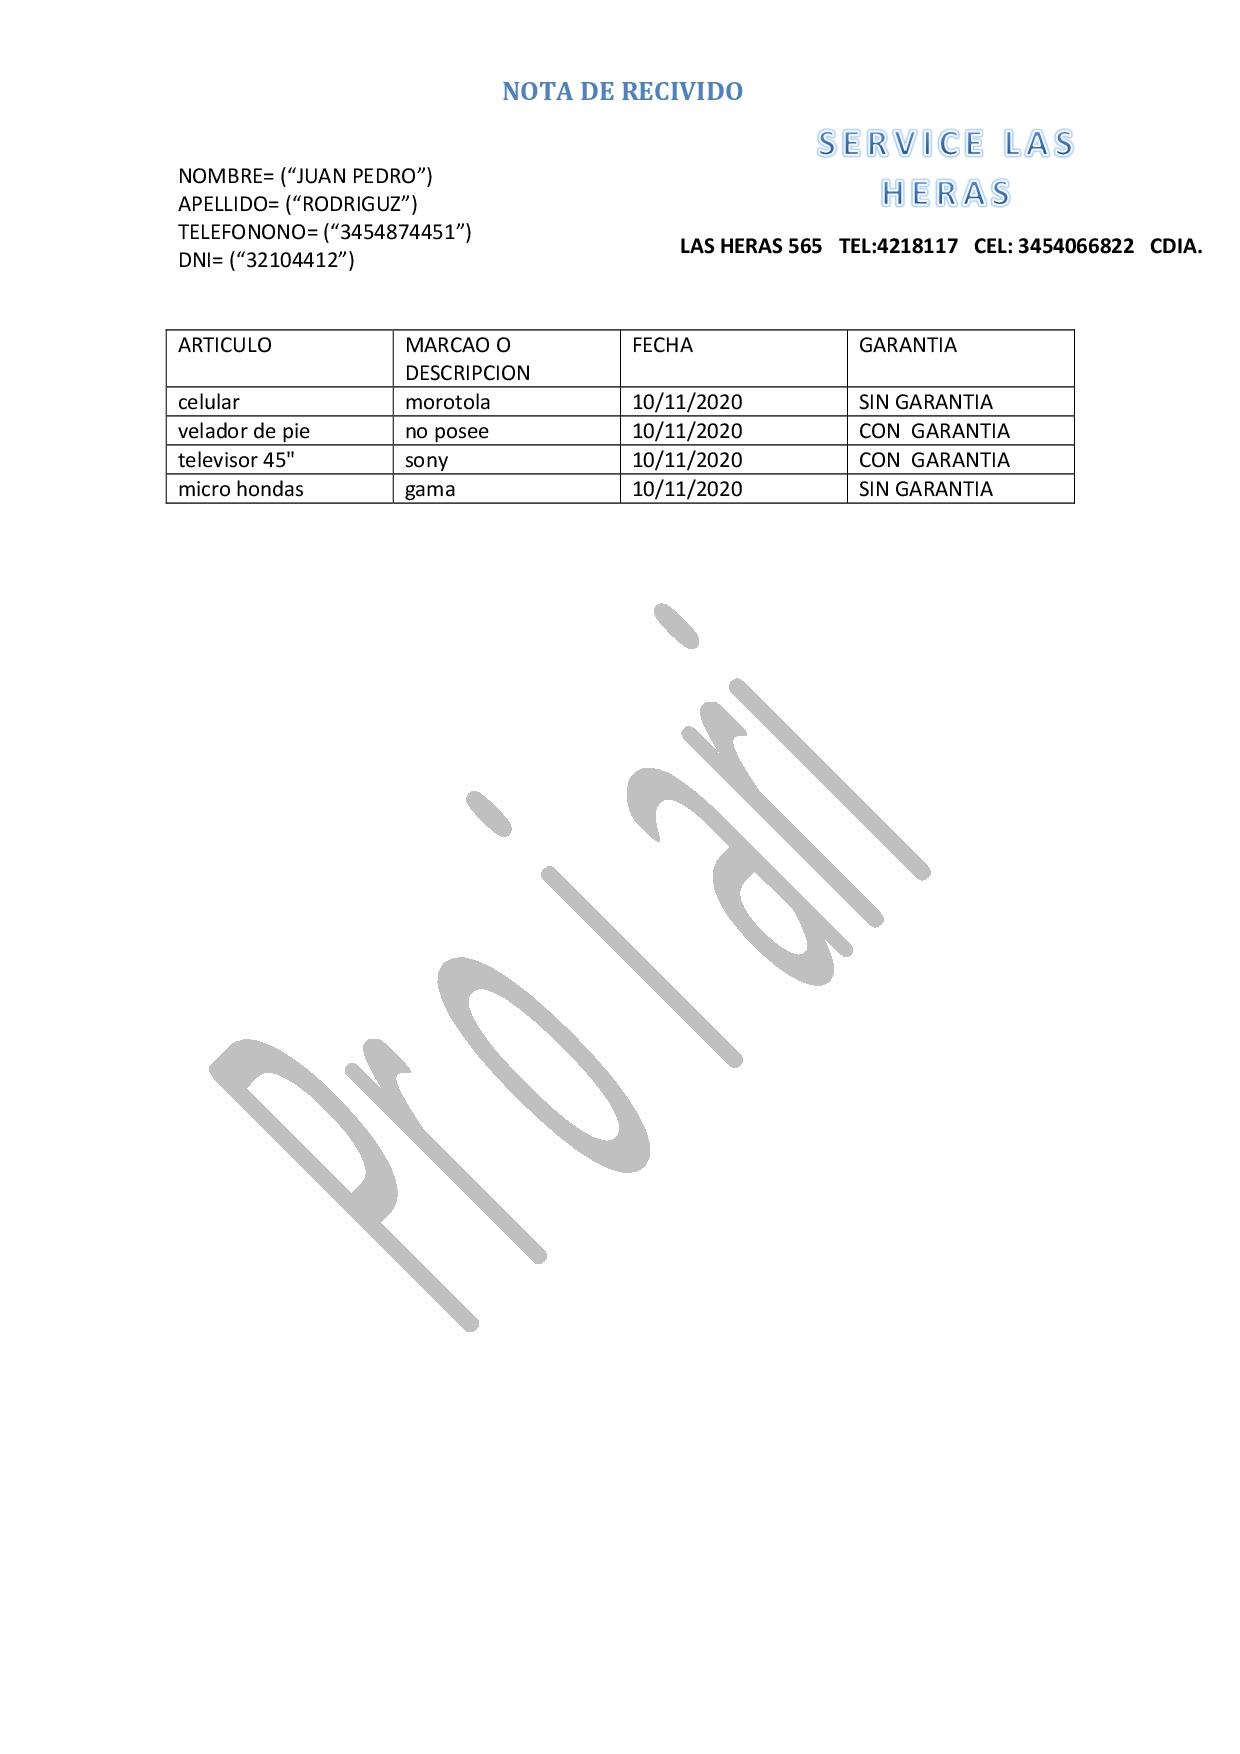 NOTA DE RECIVIDO
SERVICE LAS
HERAS
NOMBRE= (“JUAN PEDRO”)
APELLIDO= (“RODRIGUZ”)
TELEFONONO= (“3454874451”)
DNI= (“32104412”)
LAS HERAS 565 TEL:4218117 CEL: 3454066822 CDIA.
ARTICULO MARCAO O DESCRIPCION FECHA GARANTIA
celular morotola 10/11/2020 SIN GARANTIA
velador de pie no posee 10/11/2020 CON GARANTIA
televisor 45" sony 10/11/2020 CON GARANTIA
micro hondas gama 10/11/2020 SIN GARANTIA